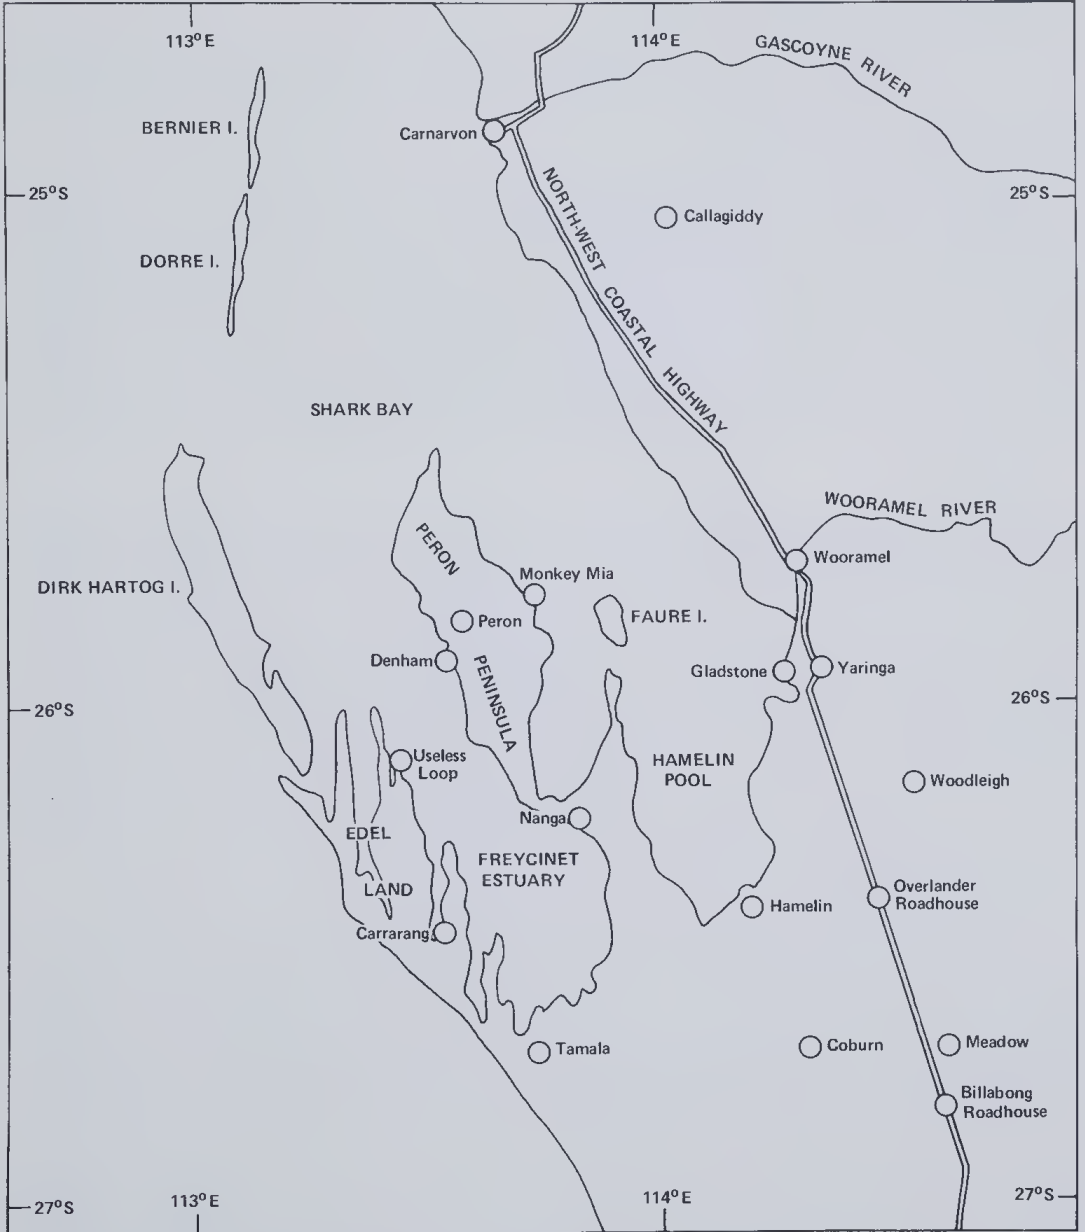 113°E
114°E
GASCOYNE RIVER
BERNIER I.
Carnarvon
25°S
25°S
NORTH-WEST COASTAL HIGHWAY
Callagiddy
DORRE I.
SHARK BAY
WOORAMEL RIVER
PERON
PENINSULA
Wooramel
Monkey Mia
DIRK HARTOG I.
Peron
FAURE I.
Denham
Gladstone
Yaringa
26°S
26°S
Useless
Loop
HAMELIN
POOL
Woodleigh
Nanga
EDEL
LAND
FREYCINET
ESTUARY
Overlander
Roadhouse
Hamelin
Carrarang
Tamala
Coburn
Meadow
Billabong
Roadhouse
113°E
114°E
27°S
27°S